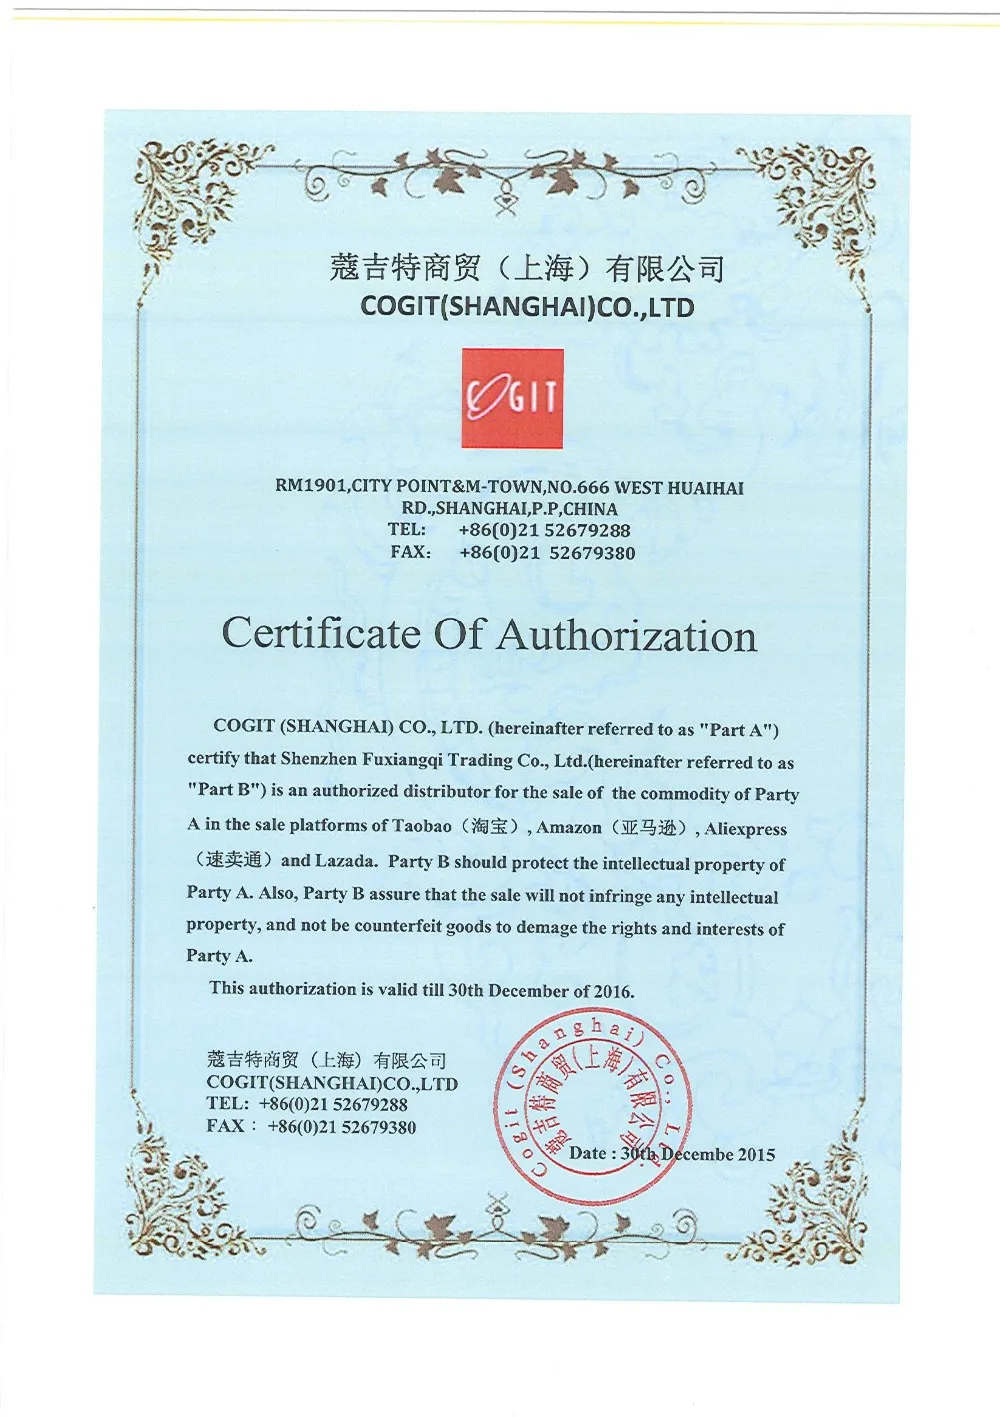 蔻吉特商贸（上海）有限公司
COGIT(SHANGHAI)CO.,LTD
COGIT
RM1901,CITY POINT&M-TOWN,NO.666 WEST HUAIHAI
RD.,SHANGHAI,P.P,CHINA
TEL: +86(0)21 52679288
FAX: +86(0)21 52679380
Certificate Of Authorization
COGIT (SHANGHAI) CO., LTD. (hereinafter referred to as "Part A")
certify that Shenzhen Fuxiangqi Trading Co., Ltd.(hereinafter referred to as
"Part B") is an authorized distributor for the sale of the commodity of Party
A in the sale platforms of Taobao（淘宝）, Amazon（亚马逊）, Aliexpress
（速卖通）and Lazada. Party B should protect the intellectual property of
Party A. Also, Party B assure that the sale will not infringe any intellectual
property, and not be counterfeit goods to demage the rights and interests of
Party A.
This authorization is valid till 30th December of 2016.
蔻吉特商贸（上海）有限公司
COGIT(SHANGHAI)CO.,LTD
TEL: +86(0)21 52679288
FAX： +86(0)21 52679380
Cogit (Shanghai) Co., Ltd
蔻吉特商贸(上海)有限公司
Date : 30th Decembe 2015